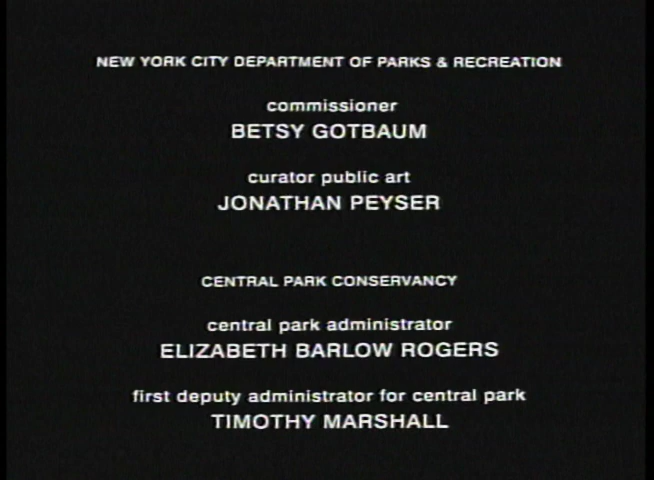 NEW YORK CITY DEPARTMENT OF PARKS & RECREATION
commissioner
BETSY GOTBAUM
curator public art
JONATHAN PEYSER
CENTRAL PARK CONSERVANCY
central park administrator
ELIZABETH BARLOW ROGERS
first deputy administrator for central park
TIMOTHY MARSHALL